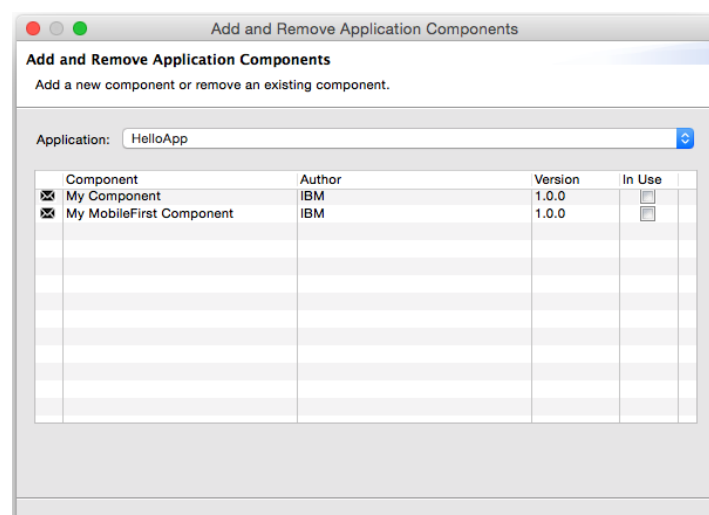 Add and Remove Application Components
Add and Remove Application Components
Add a new component or remove an existing component.
Application: HelloApp
Component Author Version In Use
My Component IBM 1.0.0
My MobileFirst Component IBM 1.0.0